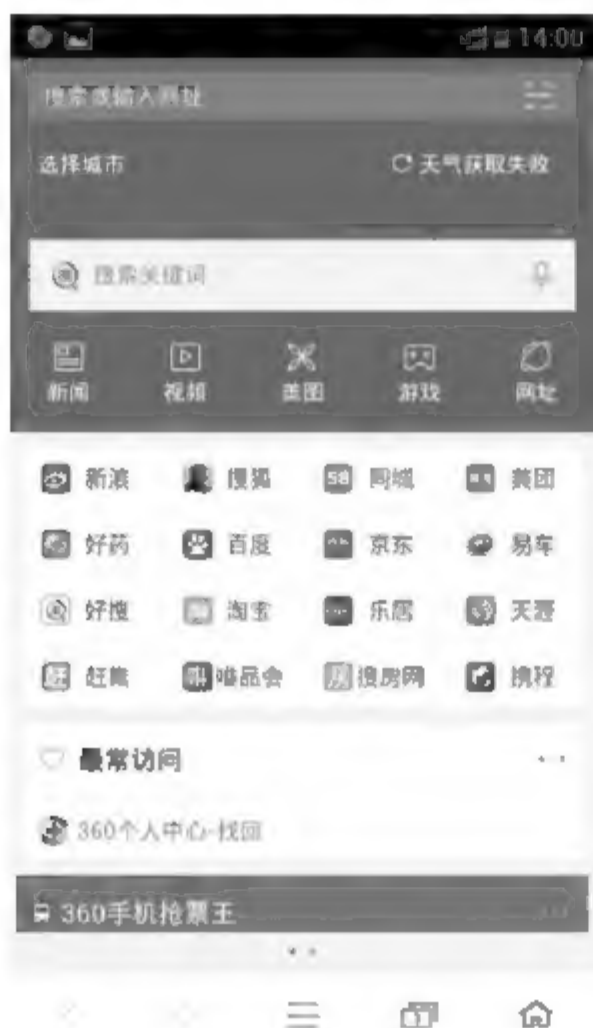 14:00
搜索或输入网址
选择城市 天气获取失败
搜索关键词
新闻 视频 美图 游戏 网址
新浪 搜狐 58 同城 美团
好药 百度 京东 易车
好搜 淘宝 乐居 天涯
赶集 唯品会 搜房网 携程
最常访问
360个人中心-找回
360手机抢票王